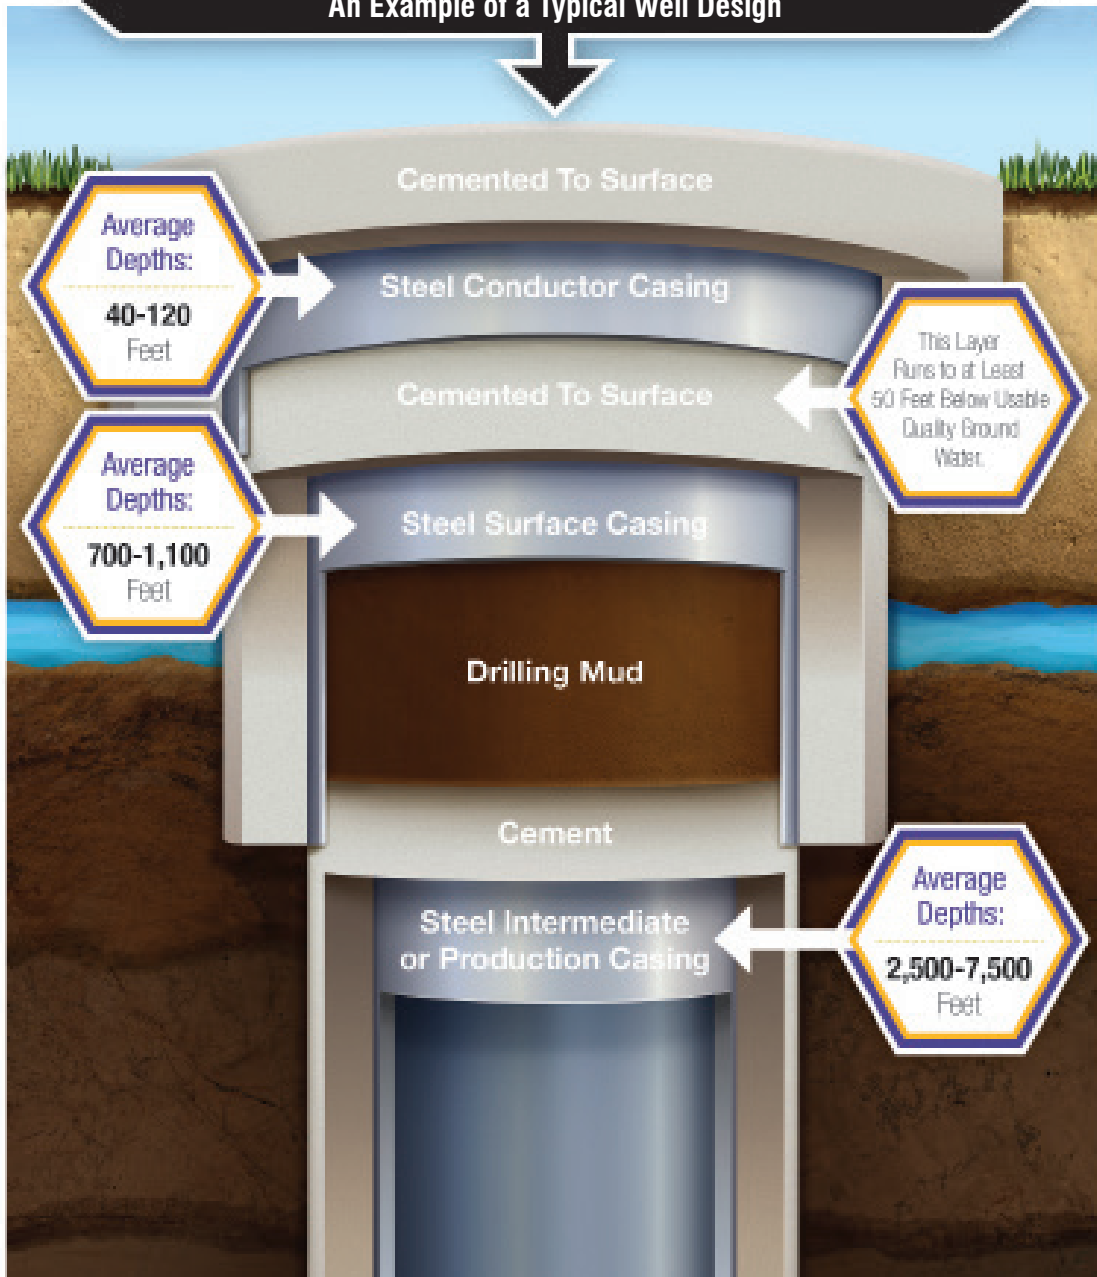 An Example of a Typical Well Design
Cemented To Surface
Average
Depths:
40-120
Feet
Steel Conductor Casing
This Layer
Runs to at Least
50 Feet Below Usable
Quality Ground
Water.
Cemented To Surface
Average
Depths:
700-1,100
Feet
Steel Surface Casing
Drilling Mud
Cement
Average
Depths:
2,500-7,500
Feet
Steel Intermediate
or Production Casing